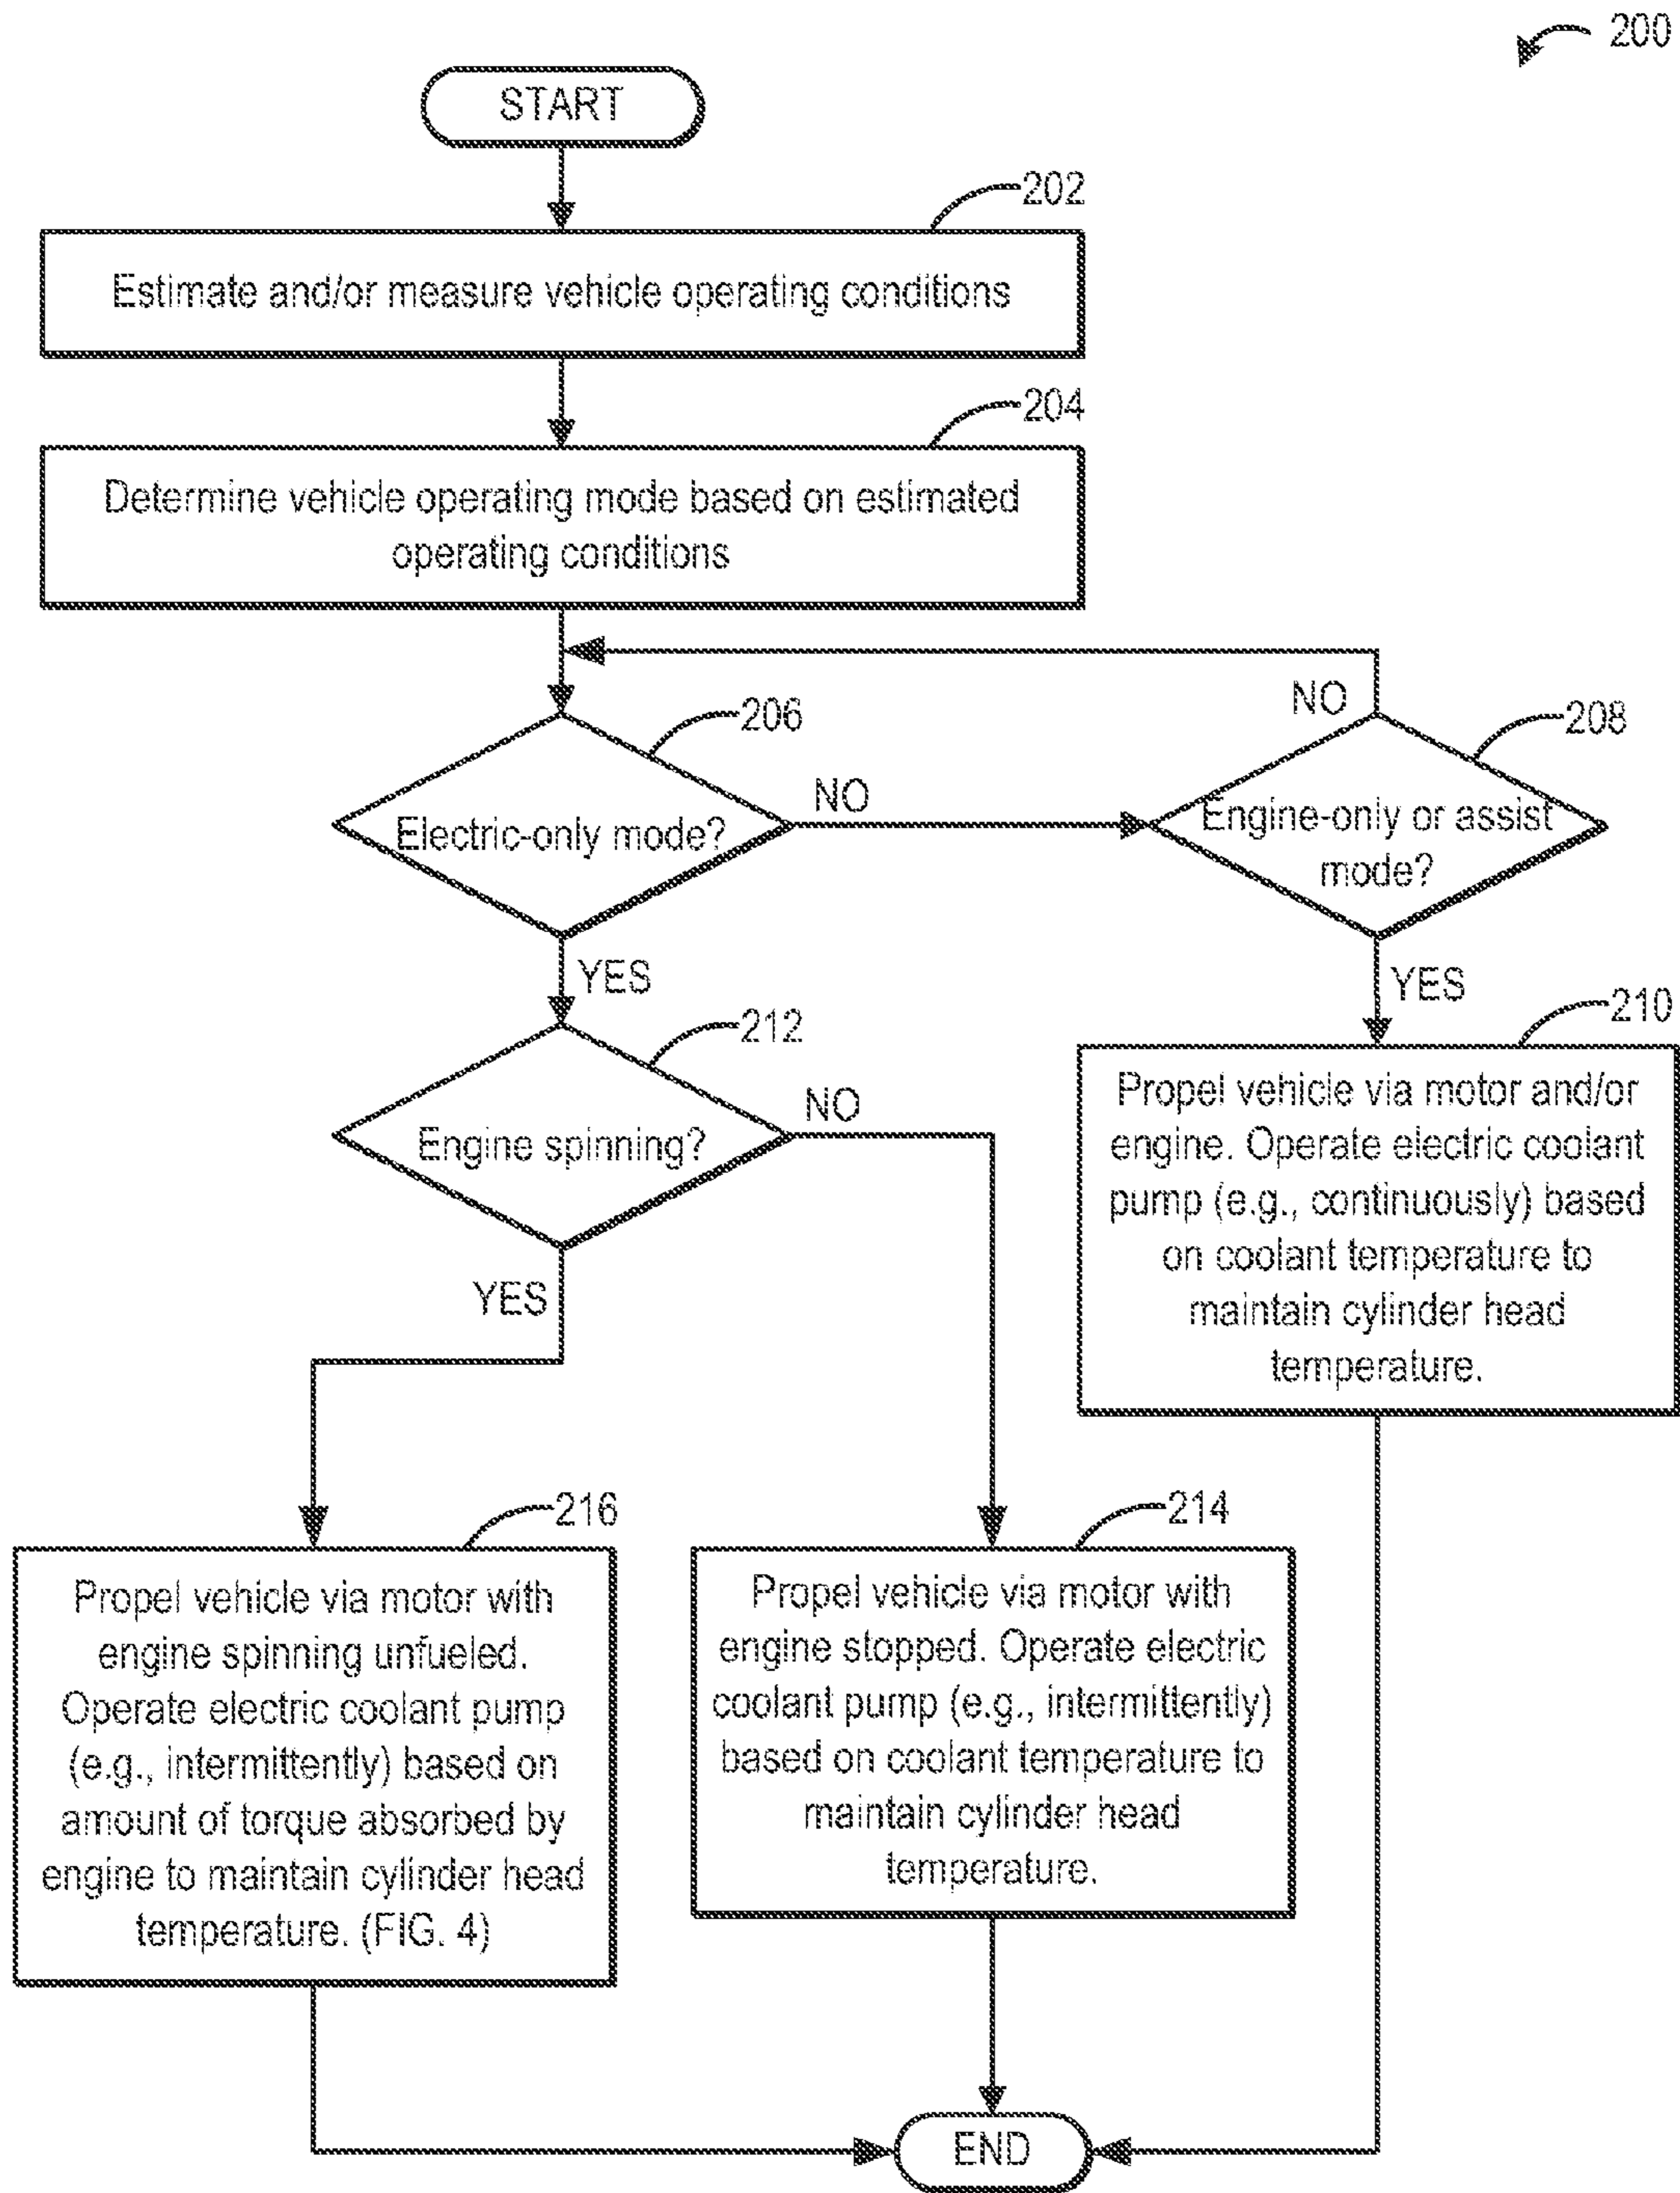 200
START
202
Estimate and/or measure vehicle operating conditions
204
Determine vehicle operating mode based on estimated
operating conditions
206
Electric-only mode?
NO
NO
208
Engine-only or assist
mode?
YES
YES
210
Propel vehicle via motor and/or
engine. Operate electric coolant
pump (e.g., continuously) based
on coolant temperature to
maintain cylinder head
temperature.
212
Engine spinning?
NO
YES
216
Propel vehicle via motor with
engine spinning unfueled.
Operate electric coolant pump
(e.g., intermittently) based on
amount of torque absorbed by
engine to maintain cylinder head
temperature. (FIG. 4)
214
Propel vehicle via motor with
engine stopped. Operate electric
coolant pump (e.g., intermittently)
based on coolant temperature to
maintain cylinder head
temperature.
END